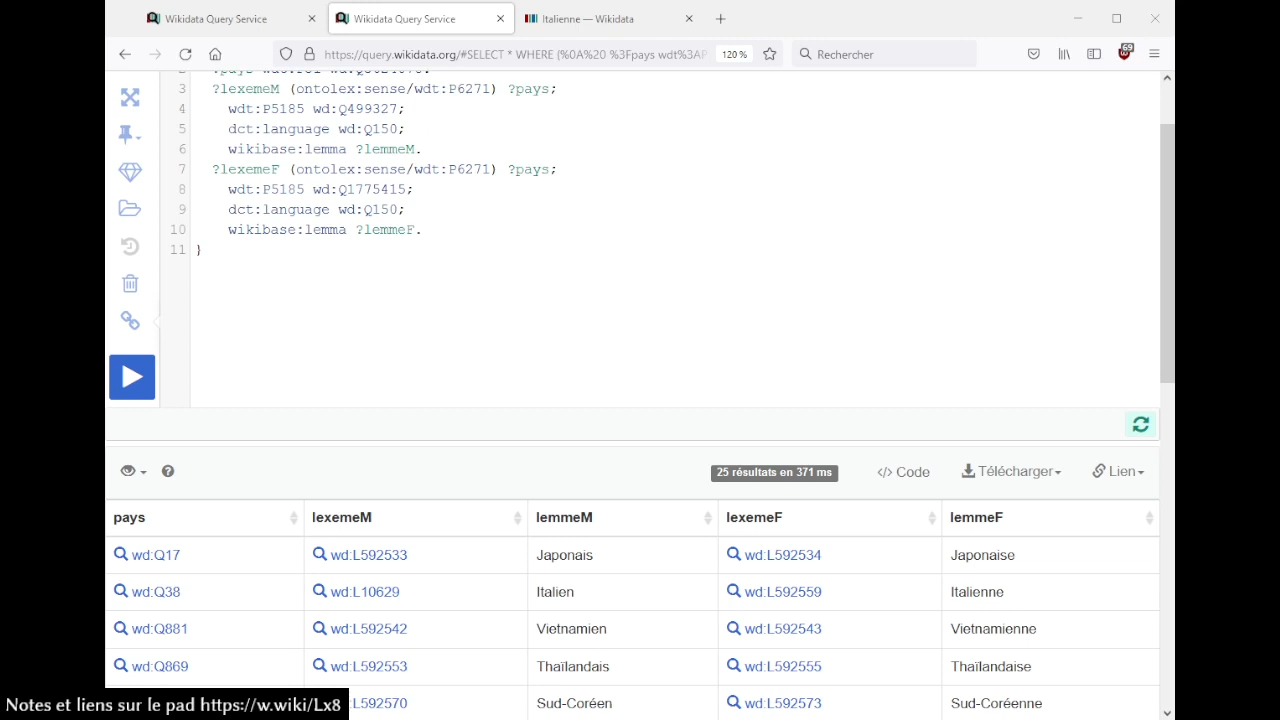 Wikidata Query Service
Wikidata Query Service
Italienne — Wikidata
https://query.wikidata.org/#SELECT * WHERE {%0A%20 %3Fpays wdt%3AP
120 %
Rechercher
69
3 ?lexemeM (ontolex:sense/wdt:P6271) ?pays;
4 wdt:P5185 wd:Q499327;
5 dct:language wd:Q150;
6 wikibase:lemma ?lemmeM.
7 ?lexemeF (ontolex:sense/wdt:P6271) ?pays;
8 wdt:P5185 wd:Q1775415;
9 dct:language wd:Q150;
10 wikibase:lemma ?lemmeF.
11 }
25 résultats en 371 ms
</> Code
Télécharger
Lien
pays lexemeM lemmeM lexemeF lemmeF
wd:Q17 wd:L592533 Japonais wd:L592534 Japonaise
wd:Q38 wd:L10629 Italien wd:L592559 Italienne
wd:Q881 wd:L592542 Vietnamien wd:L592543 Vietnamienne
wd:Q869 wd:L592553 Thaïlandais wd:L592555 Thaïlandaise
:L592570 Sud-Coréen wd:L592573 Sud-Coréenne
Notes et liens sur le pad https://w.wiki/Lx8